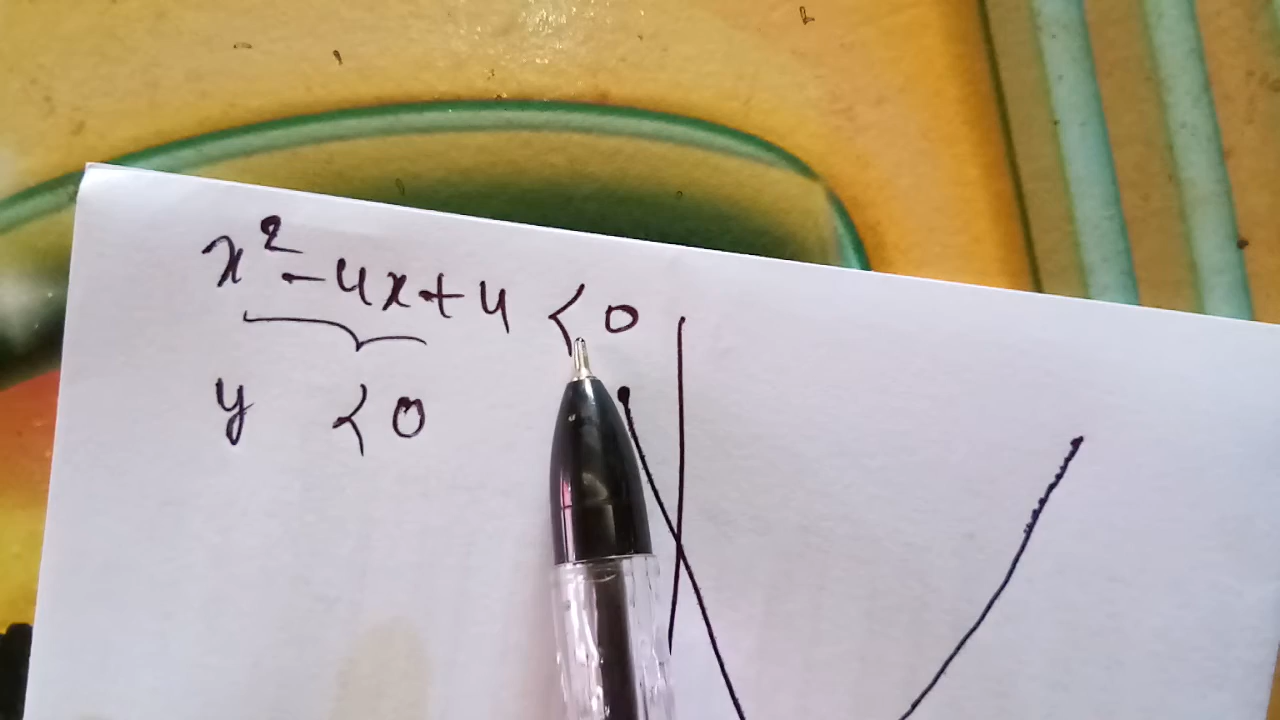 x² - 4x + 4 < 0
y < 0